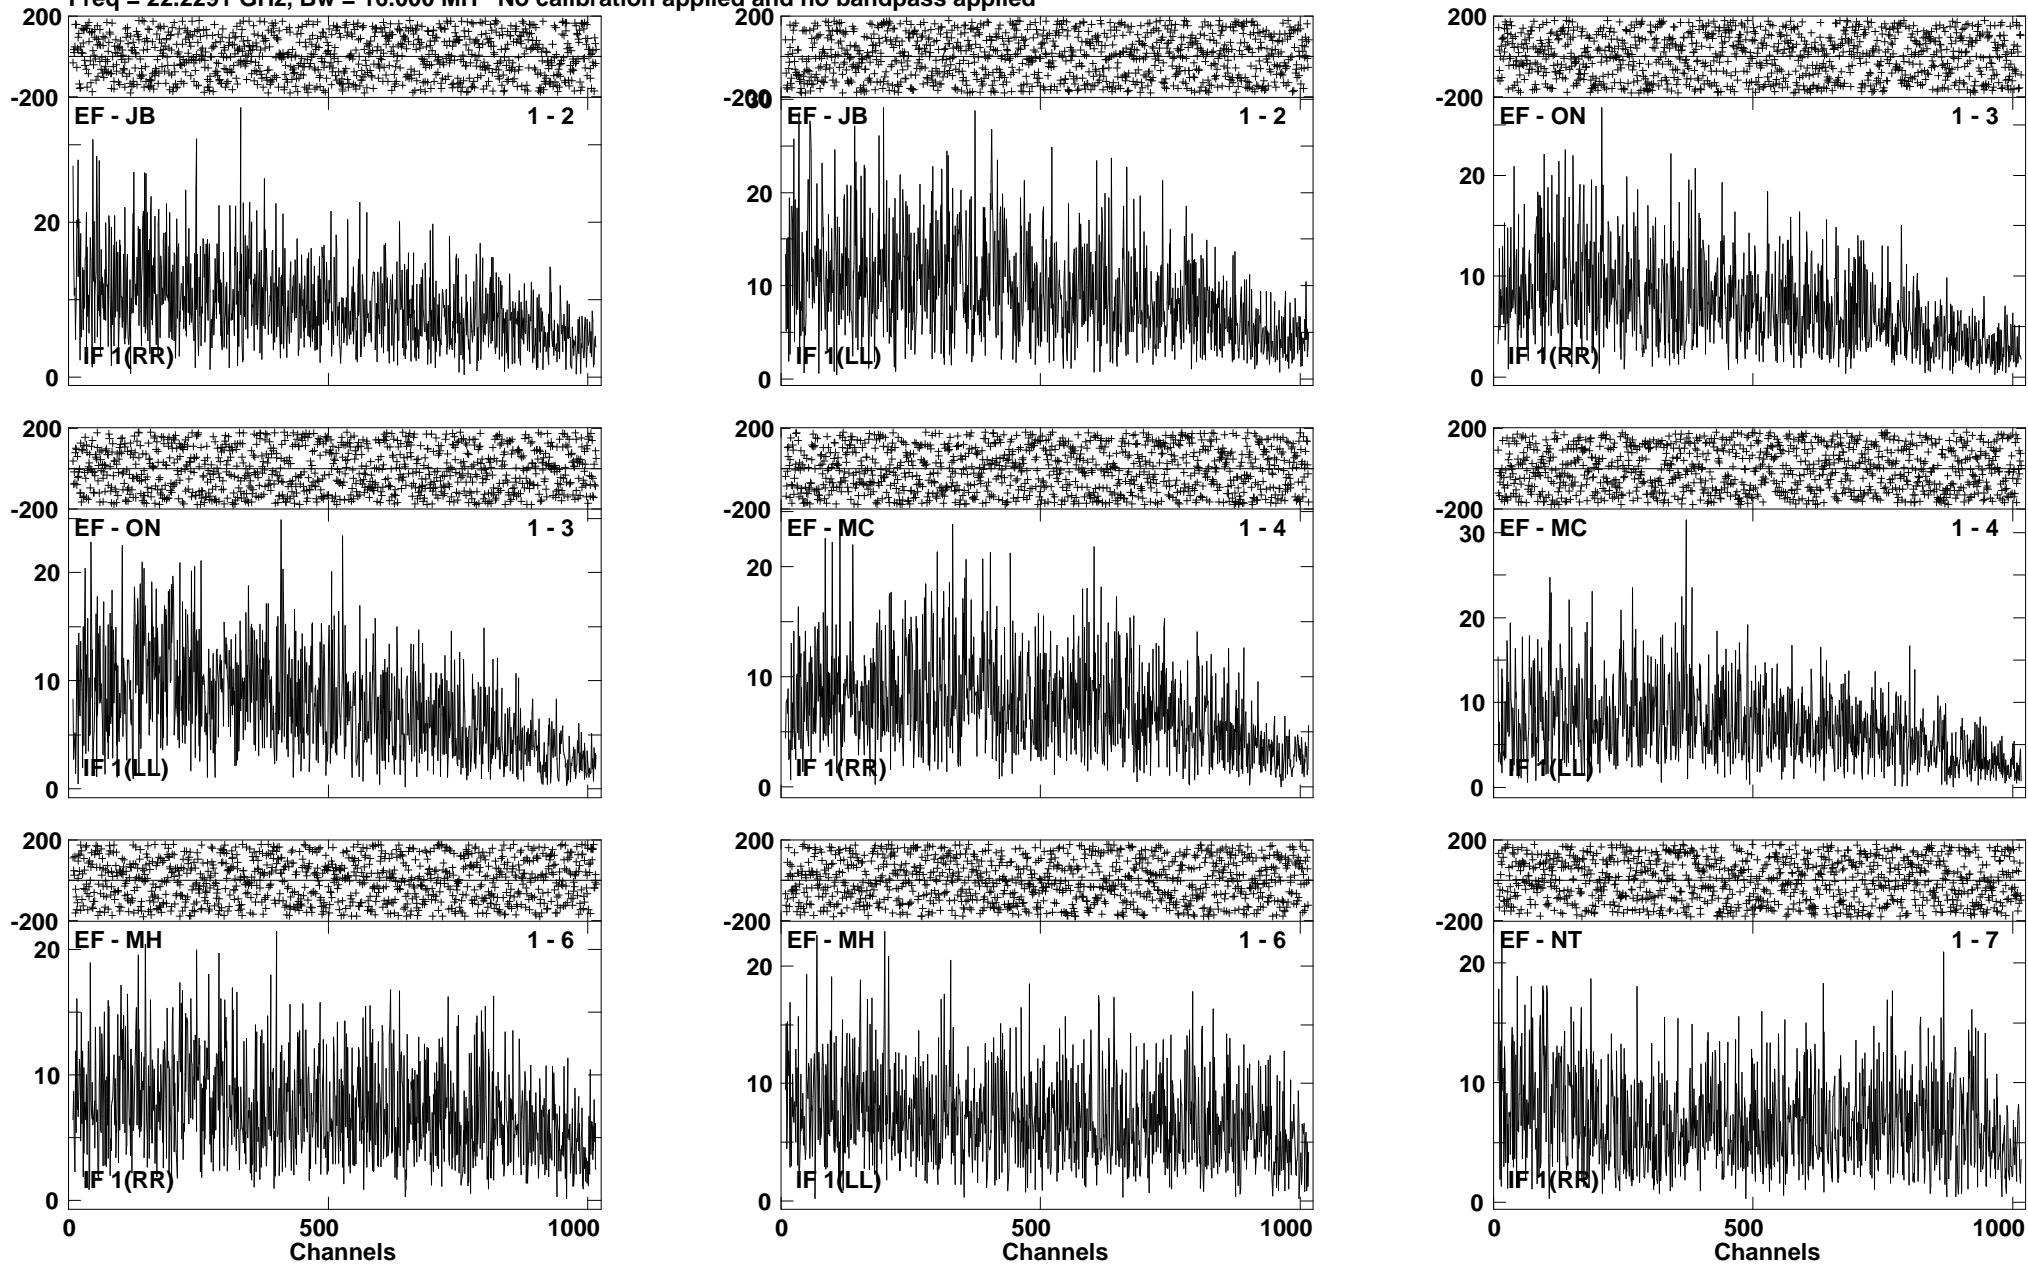 Freq = 22.2291 GHz, Bw = 16.000 MH No calibration applied and no bandpass applied
200 200 200
-200 -200 -200
30
EF - JB 1 - 2 EF - JB 1 - 2 EF - ON 1 - 3
20 20 20
10 10
IF 1(RR) IF 1(LL) IF 1(RR)
0 0 0
200 200 200
-200 -200 -200
EF - ON 1 - 3 EF - MC 1 - 4 EF - MC 1 - 4
30
20 20 20
10 10 10
IF 1(LL) IF 1(RR) IF 1(LL)
0 0 0
200 200 200
-200 -200 -200
EF - MH 1 - 6 EF - MH 1 - 6 EF - NT 1 - 7
20 20 20
10 10 10
IF 1(RR) IF 1(LL) IF 1(RR)
0 0 0
0 500 1000 0 500 1000 0 500 1000
Channels Channels Channels